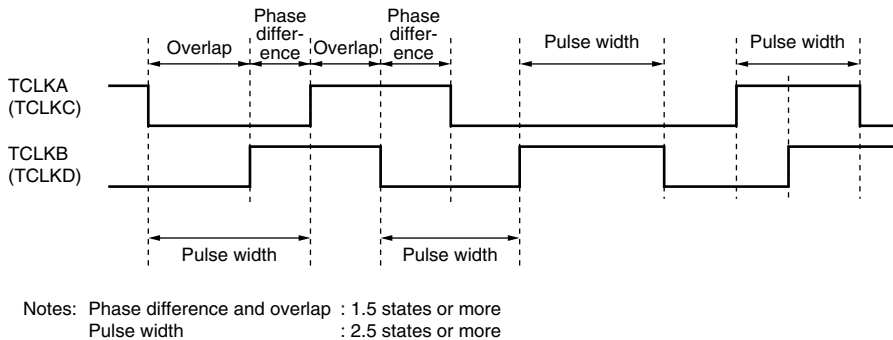 Phase
differ-
ence
Phase
differ-
ence
Overlap
Overlap
Pulse width
Pulse width
TCLKA
(TCLKC)
TCLKB
(TCLKD)
Pulse width
Pulse width
Notes: Phase difference and overlap : 1.5 states or more
Pulse width : 2.5 states or more